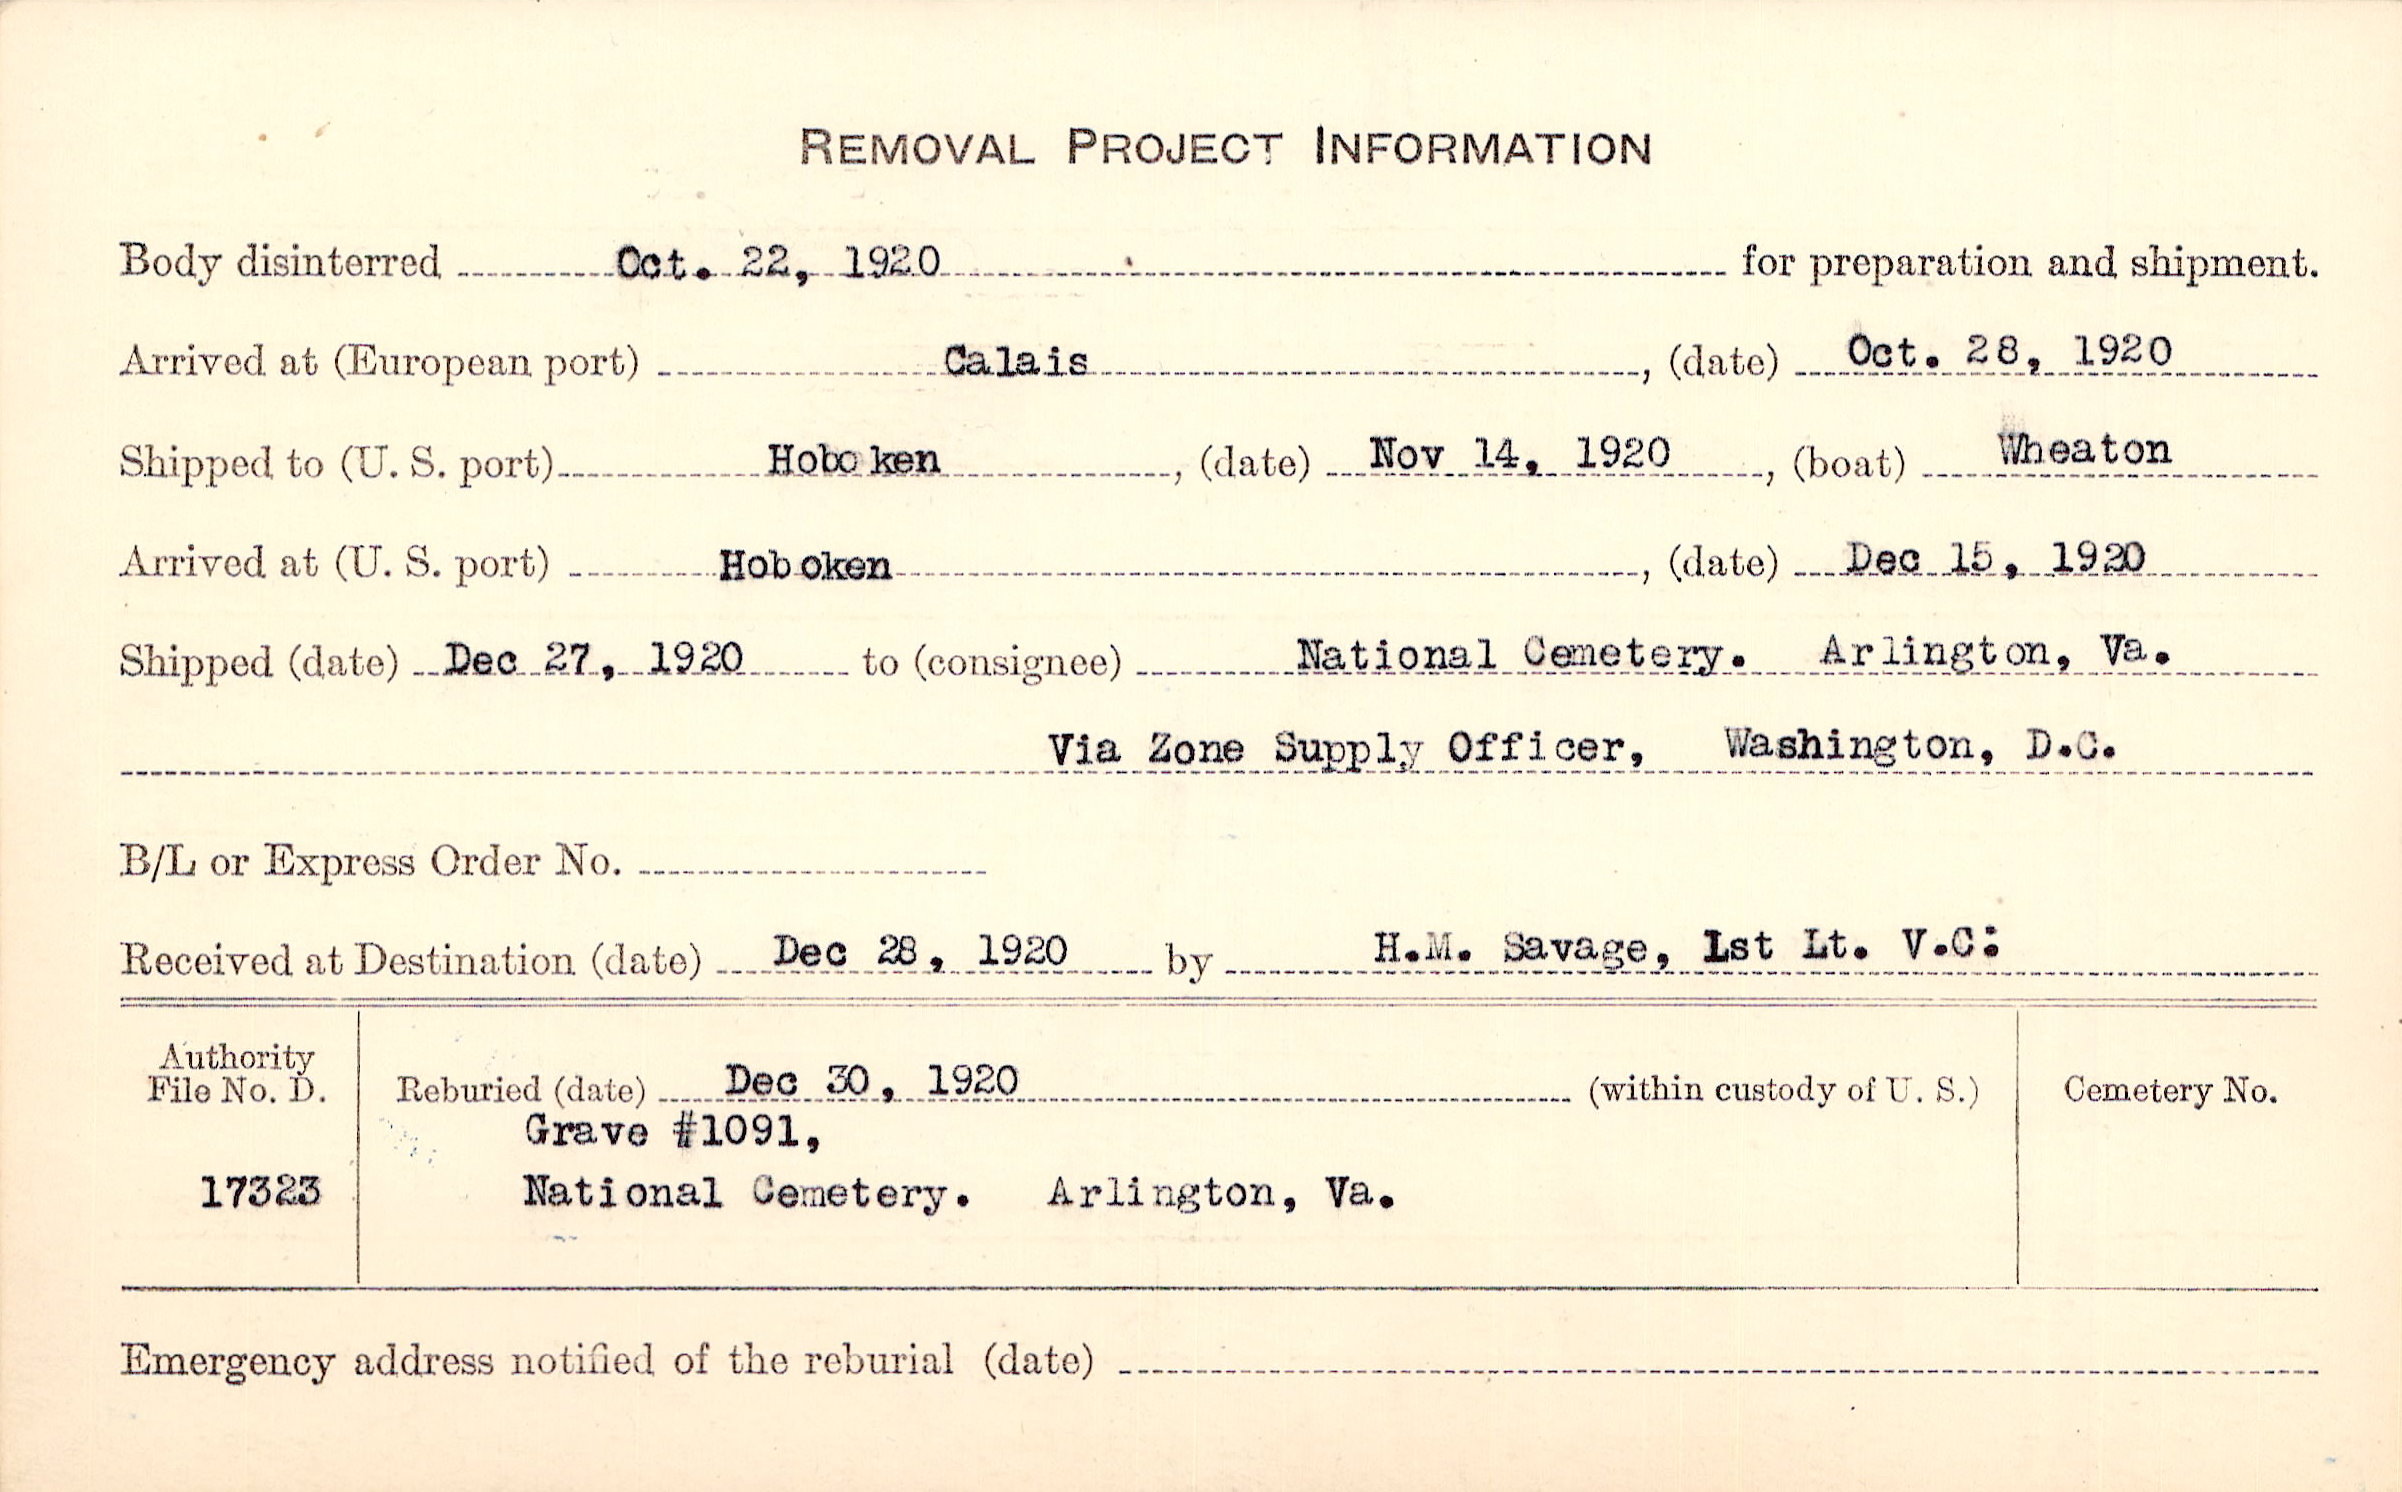 REMOVAL PROJECT INFORMATION
Body disinterred Oct. 22, 1920 for preparation and shipment.
Arrived at (European port) Calais, (date) Oct. 28, 1920
Shipped to (U. S. port) Hoboken, (date) Nov 14, 1920, (boat) Wheaton
Arrived at (U. S. port) Hoboken, (date) Dec 15, 1920
Shipped (date) Dec 27, 1920 to (consignee) National Cemetery. Arlington, Va.
Via Zone Supply Officer, Washington, D.C.
B/L or Express Order No.
Received at Destination (date) Dec 28, 1920 by H.M. Savage, 1st Lt. V.C:
Authority
File No. D. Reburied (date) Dec 30, 1920 (within custody of U. S.) Cemetery No.
Grave #1091,
17323 National Cemetery. Arlington, Va.
Emergency address notified of the reburial (date)